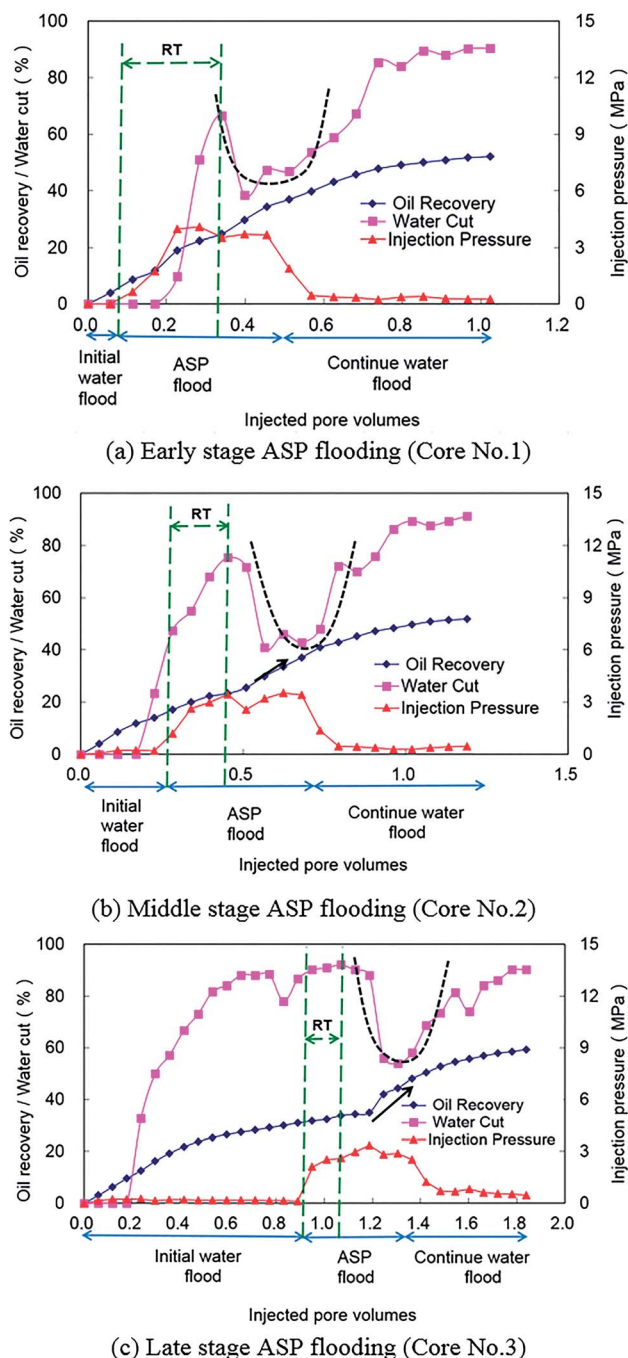 Oil recovery / Water cut ( % )
100
80
60
40
20
0
RT
15
12
9
6
3
0
Injection pressure ( MPa )
Oil Recovery
Water Cut
Injection Pressure
0.0 0.2 0.4 0.6 0.8 1.0 1.2
Initial water flood
ASP flood
Continue water flood
Injected pore volumes
(a) Early stage ASP flooding (Core No.1)
Oil recovery / Water cut ( % )
100
80
60
40
20
0
RT
15
12
9
6
3
0
Injection pressure ( MPa )
Oil Recovery
Water Cut
Injection Pressure
0.0 0.5 1.0 1.5
Initial water flood
ASP flood
Continue water flood
Injected pore volumes
(b) Middle stage ASP flooding (Core No.2)
Oil recovery / Water cut ( % )
100
80
60
40
20
0
RT
15
12
9
6
3
0
Injection pressure ( MPa )
Oil Recovery
Water Cut
Injection Pressure
0.0 0.2 0.4 0.6 0.8 1.0 1.2 1.4 1.6 1.8 2.0
Initial water flood
ASP flood
Continue water flood
Injected pore volumes
(c) Late stage ASP flooding (Core No.3)